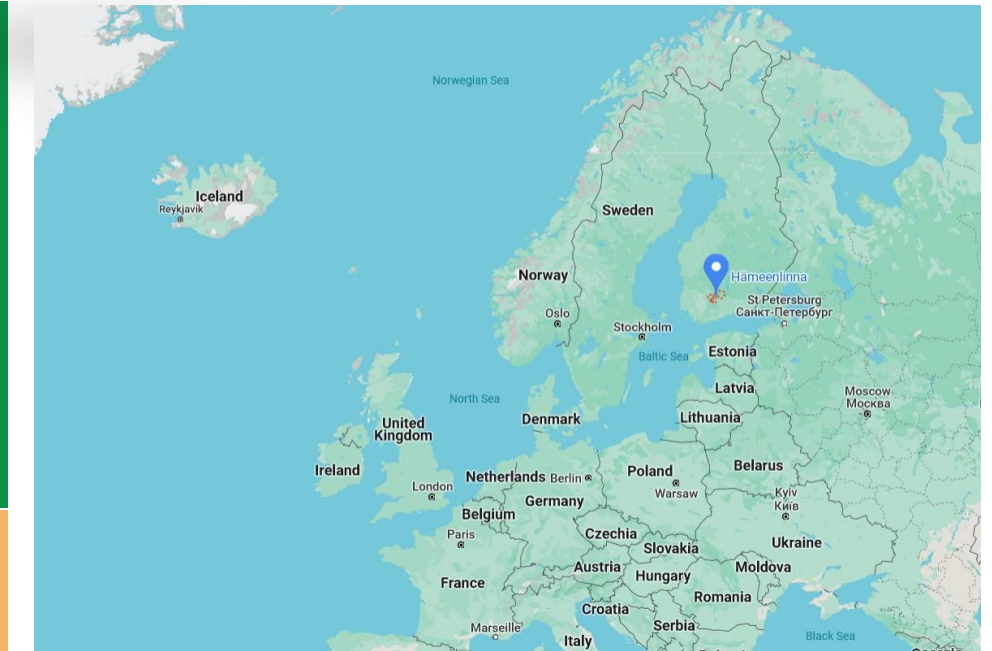 Norwegian Sea
Iceland
Reykjavík
Sweden
Norway
Hämeenlinna
St Petersburg
Санкт-Петербург
Oslo
Stockholm
Baltic Sea
Estonia
Latvia
Moscow
Москва
North Sea
Denmark
Lithuania
United
Kingdom
Ireland
Netherlands
Berlin
Poland
Belarus
London
Warsaw
Germany
Kyiv
Київ
Belgium
Paris
Czechia
Ukraine
Slovakia
Austria
Moldova
France
Hungary
Romania
Croatia
Marseille
Serbia
Italy
Black Sea